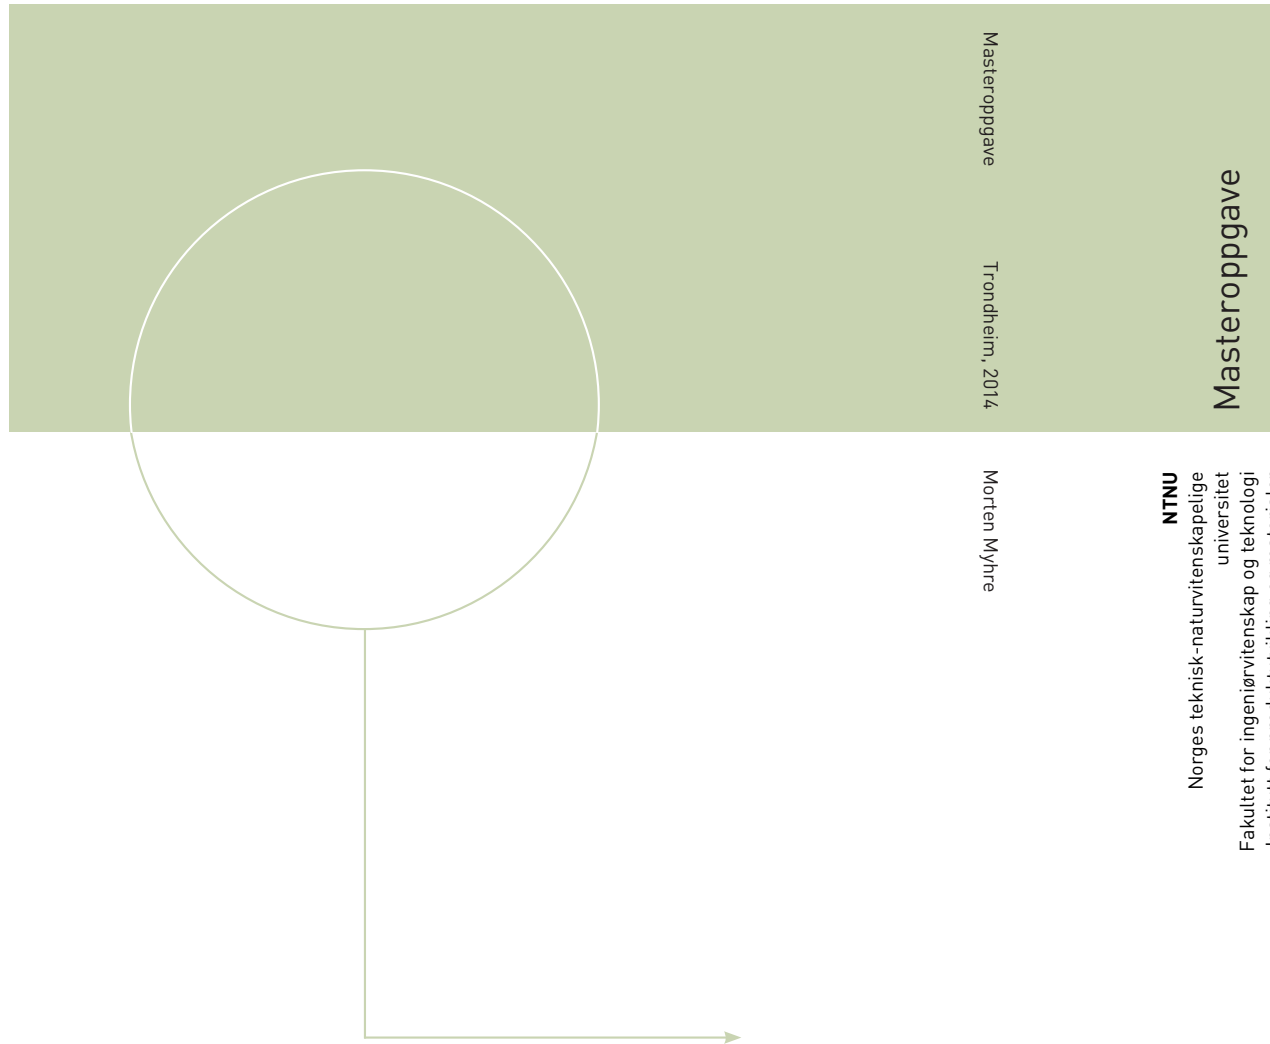 Masteroppgave
Trondheim, 2014
Morten Myhre
Masteroppgave
NTNU
Norges teknisk-naturvitenskapelige
universitet
Fakultet for ingeniørvitenskap og teknologi